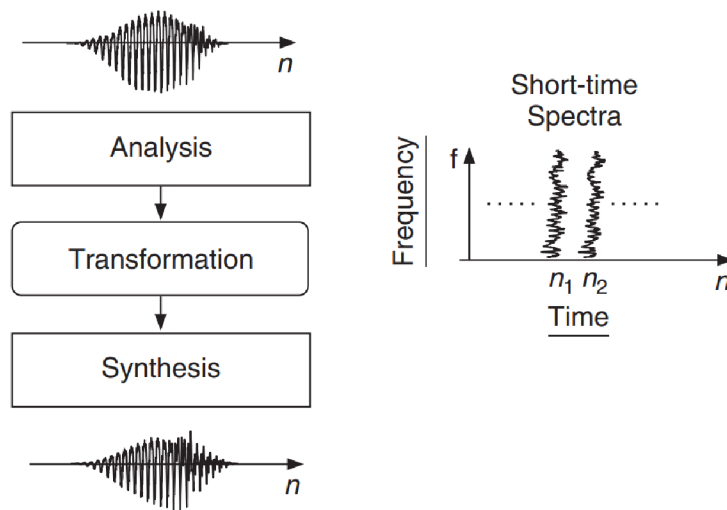 n
Analysis
Transformation
Synthesis
n
Short-time
Spectra
Frequency
f
n1 n2
n
Time